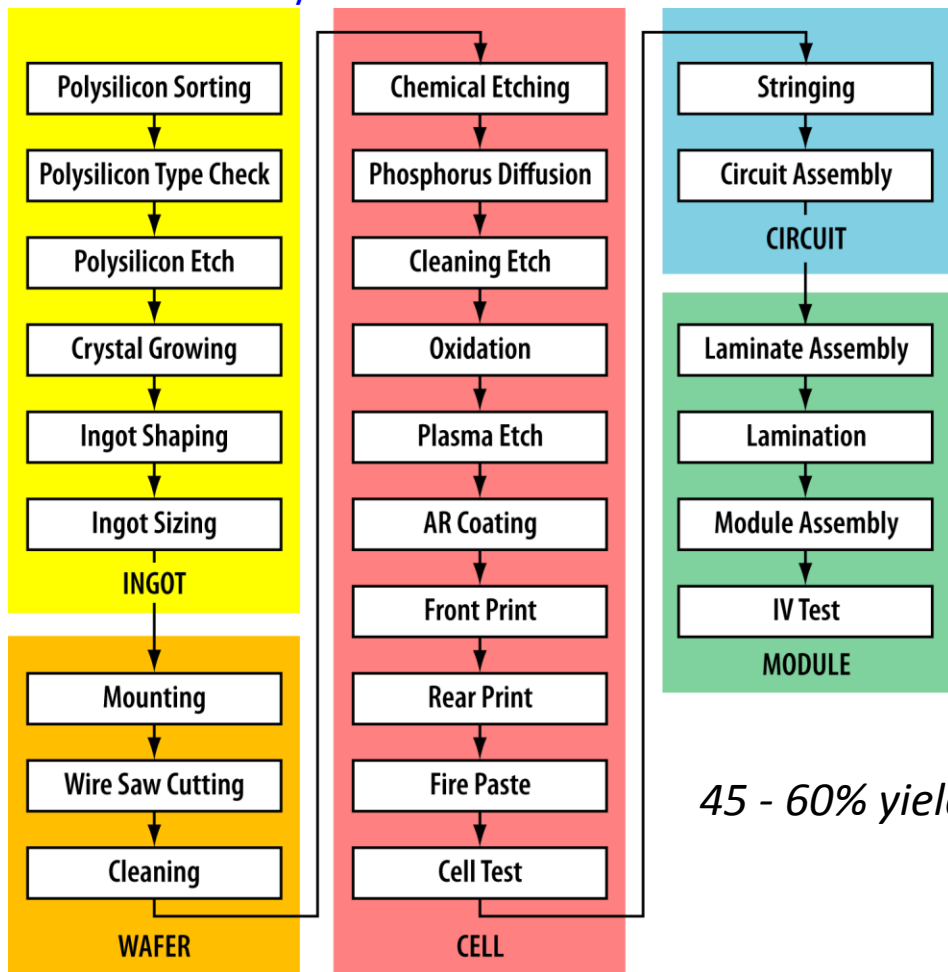 Polysilicon Sorting
Polysilicon Type Check
Polysilicon Etch
Crystal Growing
Ingot Shaping
Ingot Sizing
INGOT
Mounting
Wire Saw Cutting
Cleaning
WAFER
Chemical Etching
Phosphorus Diffusion
Cleaning Etch
Oxidation
Plasma Etch
AR Coating
Front Print
Rear Print
Fire Paste
Cell Test
CELL
Stringing
Circuit Assembly
CIRCUIT
Laminate Assembly
Lamination
Module Assembly
IV Test
MODULE
45 - 60% yiel